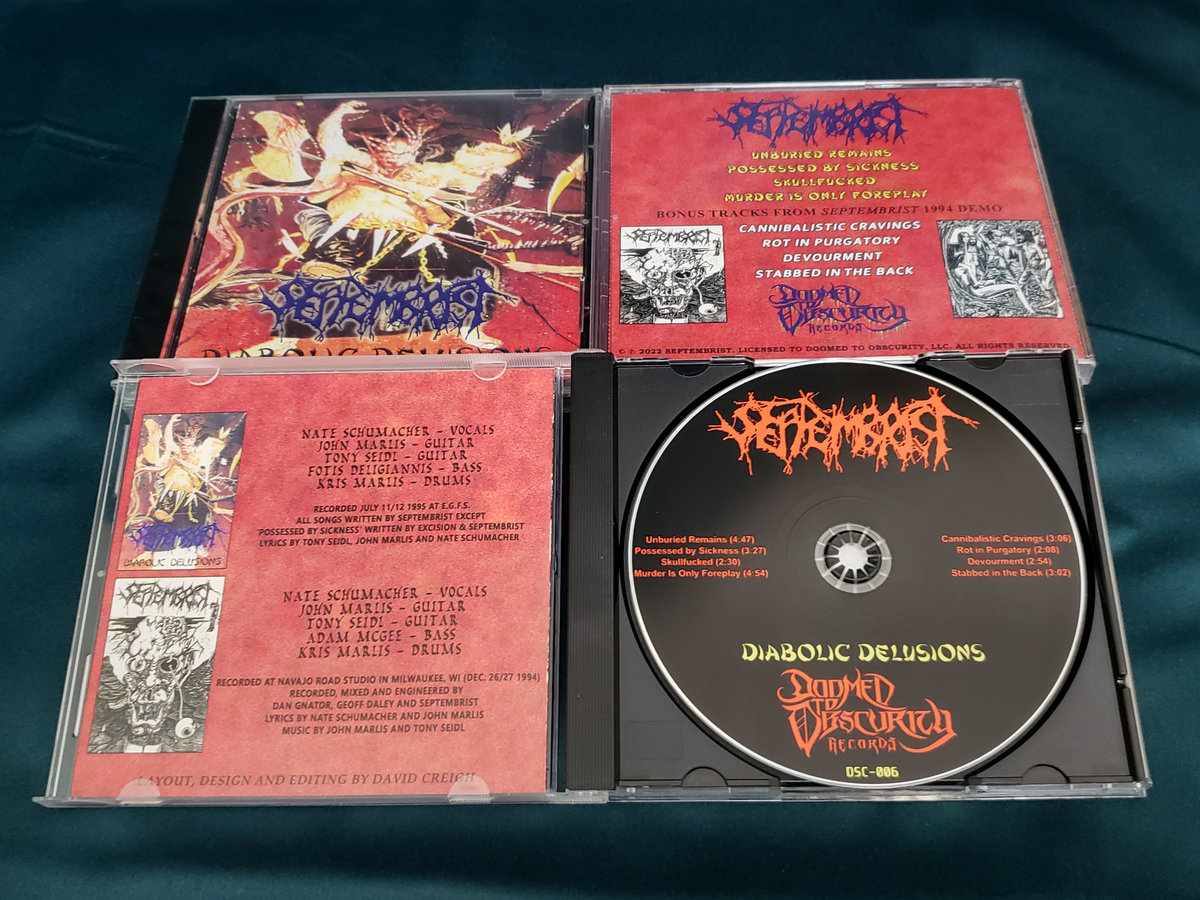 SEPTEMBRIST
DIABOLIC DELUSIONS
SEPTEMBRIST
UNBURIED REMAINS
POSSESSED BY SICKNESS
SKULLFUCKED
MURDER IS ONLY FOREPLAY
BONUS TRACKS FROM SEPTEMBRIST 1994 DEMO
CANNIBALISTIC CRAVINGS
ROT IN PURGATORY
DEVOURMENT
STABBED IN THE BACK
SEPTEMBRIST
DOOMED
TO
OBSCURITY
RECORDS
© ℗ 2022 SEPTEMBRIST. LICENSED TO DOOMED TO OBSCURITY, LLC. ALL RIGHTS RESERVED
NATE SCHUMACHER – VOCALS
JOHN MARLIS – GUITAR
TONY SEIDL – GUITAR
FOTIS DELIGIANNIS – BASS
KRIS MARLIS – DRUMS
RECORDED JULY 11/12 1995 AT E.G.F.S.
ALL SONGS WRITTEN BY SEPTEMBRIST EXCEPT
'POSSESSED BY SICKNESS' WRITTEN BY EXCISION & SEPTEMBRIST
LYRICS BY TONY SEIDL, JOHN MARLIS AND NATE SCHUMACHER
SEPTEMBRIST
DIABOLIC DELUSIONS
SEPTEMBRIST
NATE SCHUMACHER – VOCALS
JOHN MARLIS – GUITAR
TONY SEIDL – GUITAR
ADAM MCGEE – BASS
KRIS MARLIS – DRUMS
RECORDED AT NAVAJO ROAD STUDIO IN MILWAUKEE, WI (DEC. 26/27 1994)
RECORDED, MIXED AND ENGINEERED BY
DAN GNATOR, GEOFF DALEY AND SEPTEMBRIST
LYRICS BY NATE SCHUMACHER AND JOHN MARLIS
MUSIC BY JOHN MARLIS AND TONY SEIDL
LAYOUT, DESIGN AND EDITING BY DAVID CREIGH
SEPTEMBRIST
Unburied Remains (4:47)
Possessed by Sickness (3:27)
Skullfucked (2:30)
Murder Is Only Foreplay (4:54)
Cannibalistic Cravings (3:06)
Rot in Purgatory (2:08)
Devourment (2:54)
Stabbed in the Back (3:02)
DIABOLIC DELUSIONS
DOOMED
TO
OBSCURITY
RECORDS
DSC-006